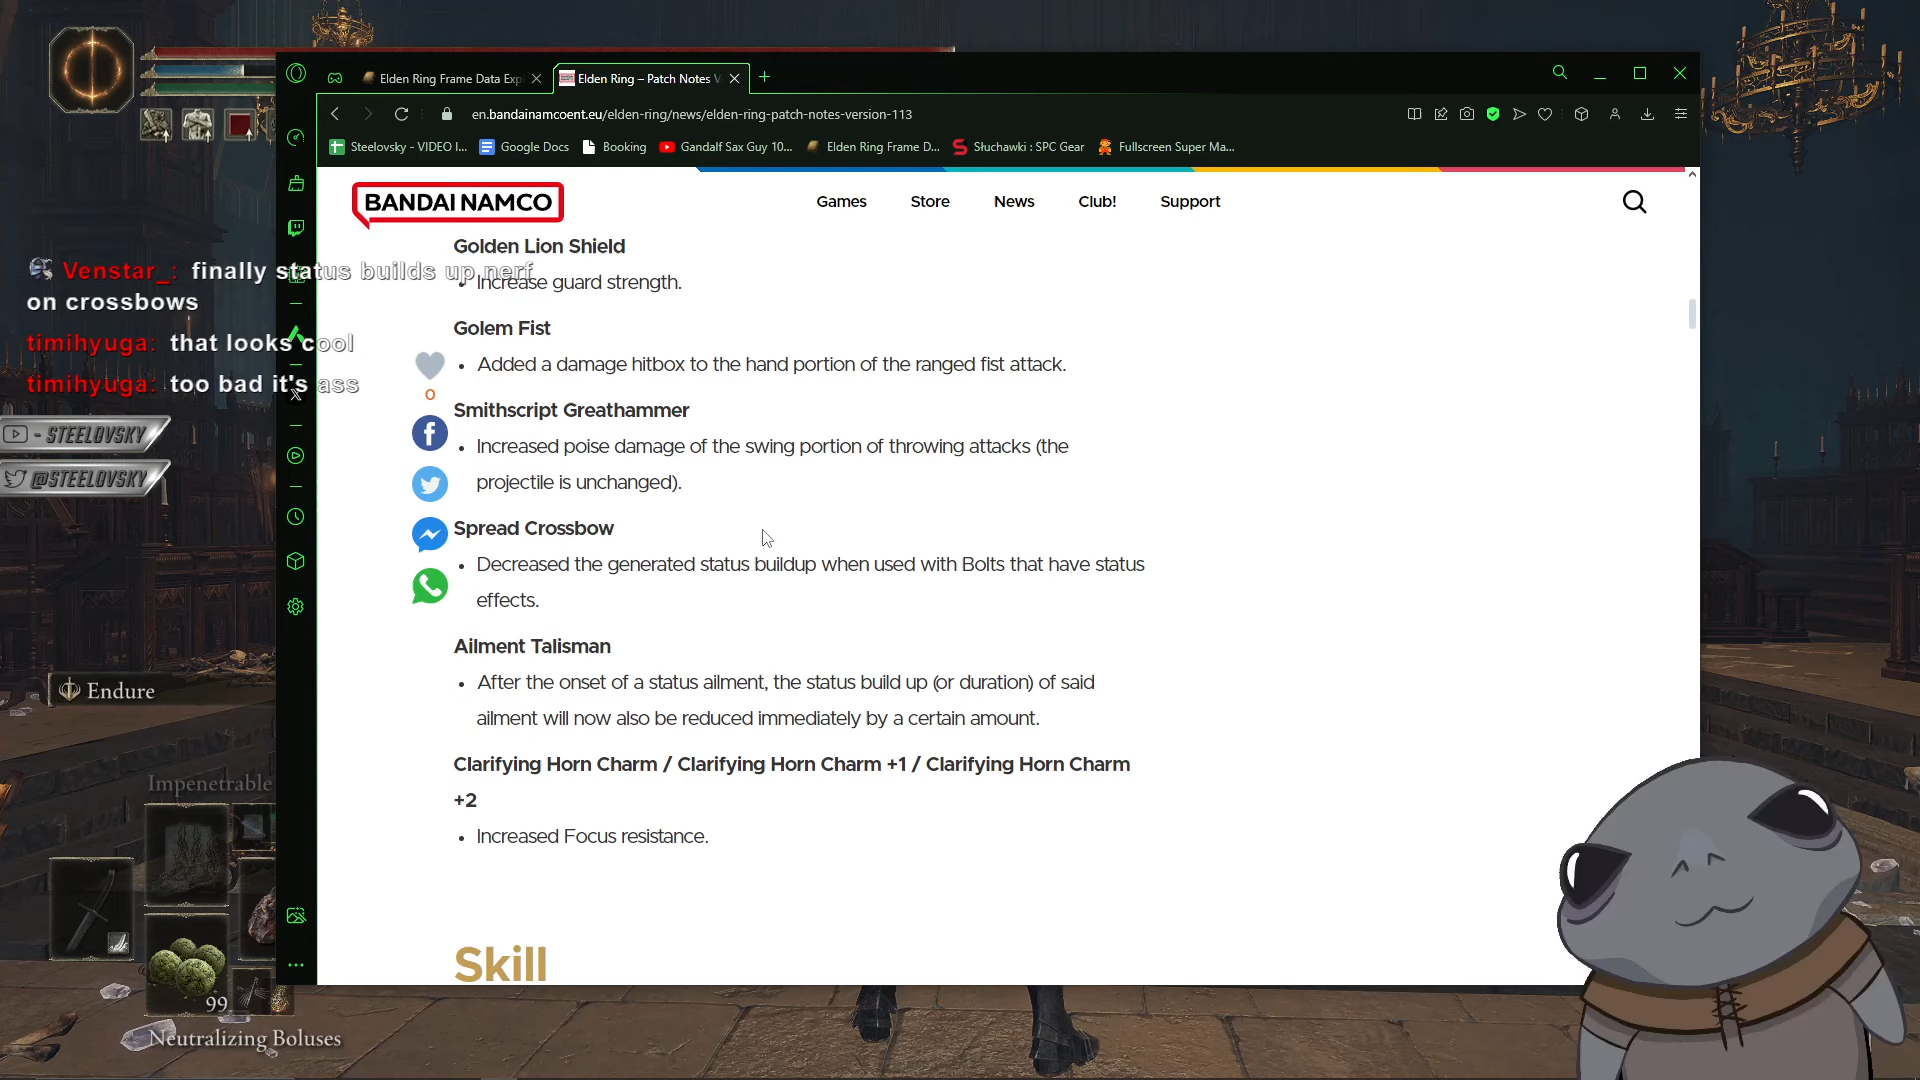 Elden Ring Frame Data Exp
Elden Ring – Patch Notes V
en.bandainamcoent.eu/elden-ring/news/elden-ring-patch-notes-version-113
Steelovsky - VIDEO I...
Google Docs
Booking
Gandalf Sax Guy 10...
Elden Ring Frame D...
Słuchawki : SPC Gear
Fullscreen Super Ma...
BANDAI NAMCO
Games
Store
News
Club!
Support
Golden Lion Shield
Increase guard strength.
Golem Fist
Added a damage hitbox to the hand portion of the ranged fist attack.
0
Smithscript Greathammer
Increased poise damage of the swing portion of throwing attacks (the
projectile is unchanged).
Spread Crossbow
Decreased the generated status buildup when used with Bolts that have status
effects.
Ailment Talisman
After the onset of a status ailment, the status build up (or duration) of said
ailment will now also be reduced immediately by a certain amount.
Clarifying Horn Charm / Clarifying Horn Charm +1 / Clarifying Horn Charm
+2
Increased Focus resistance.
Skill
Venstar_: finally status builds up nerf
on crossbows
timihyuga: that looks cool
timihyuga: too bad it's ass
- STEELOVSKY
@STEELOVSKY
Endure
Impenetrable
99
Neutralizing Boluses